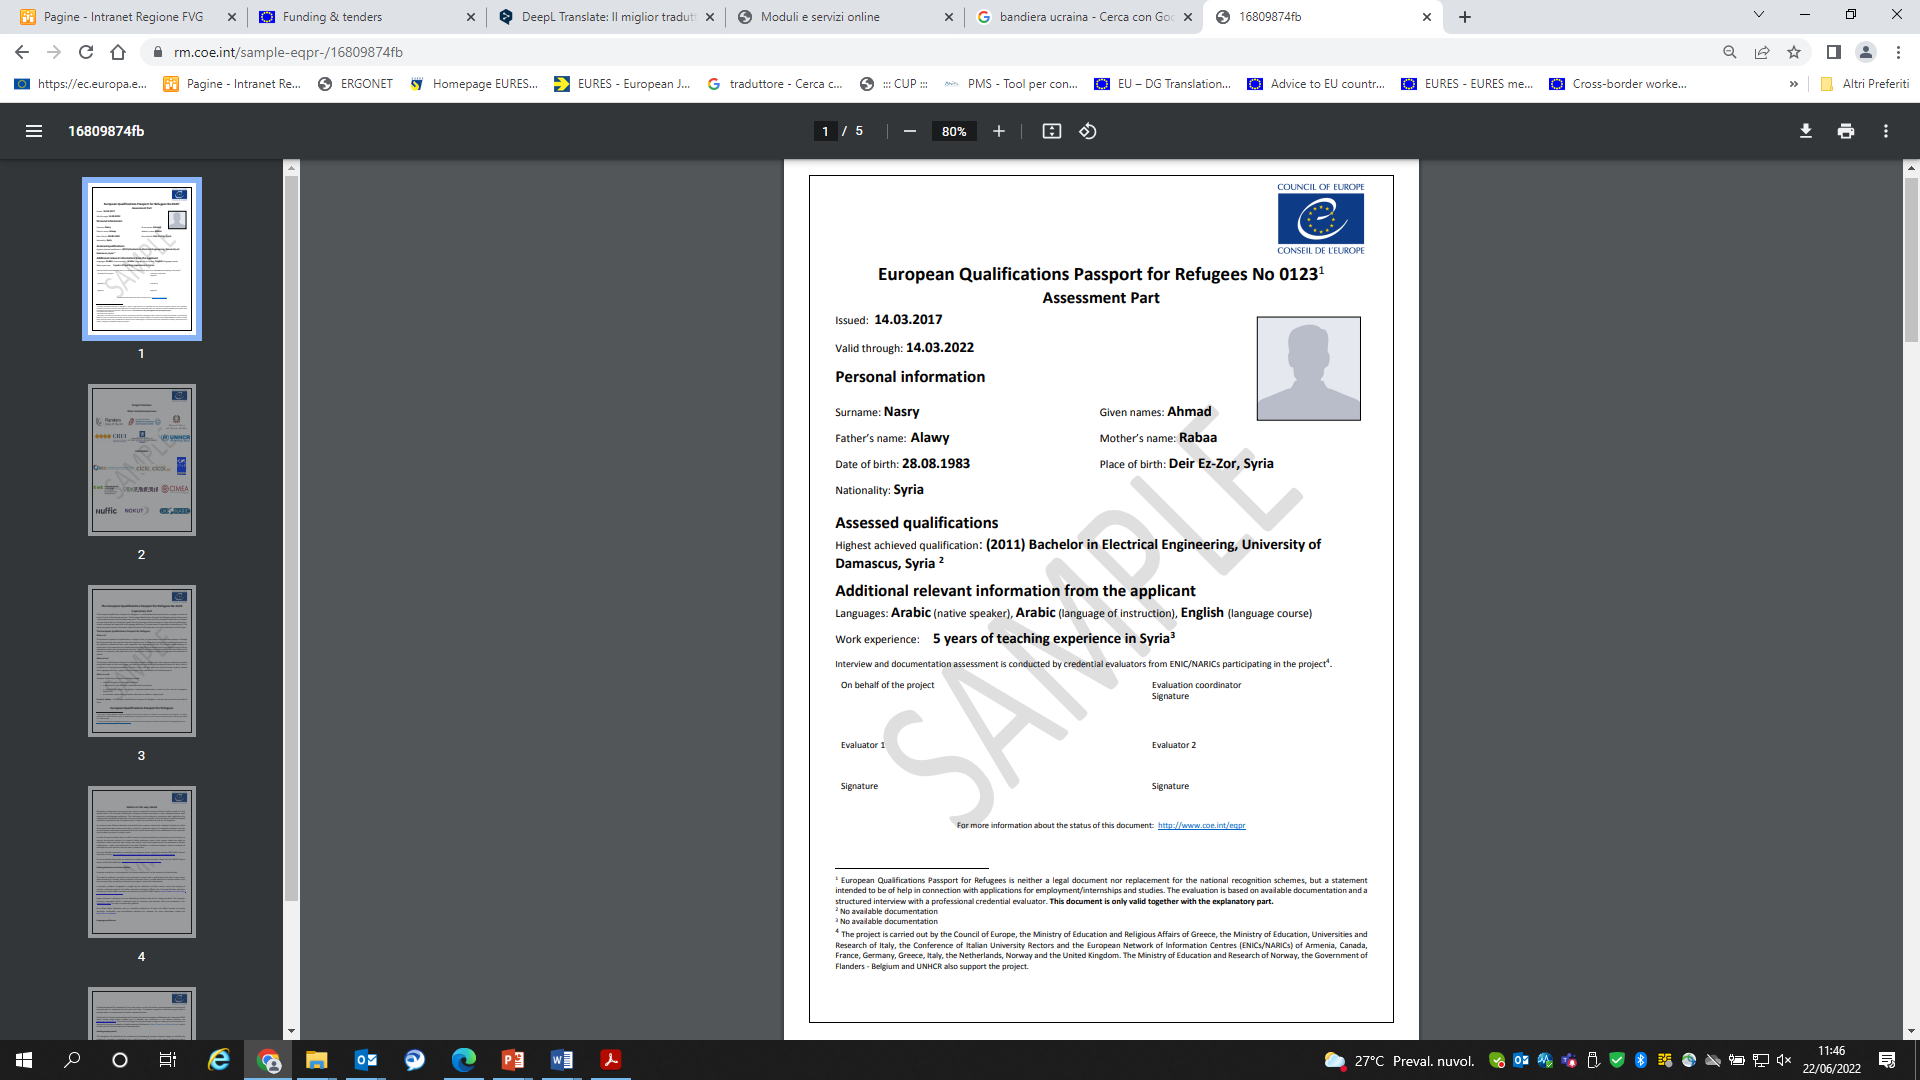 Pagine - Intranet Regione FVG
Funding & tenders
DeepL Translate: Il miglior tradutt
Moduli e servizi online
bandiera ucraina - Cerca con Goo
16809874fb
rm.coe.int/sample-eqpr-/16809874fb
https://ec.europa.e...
Pagine - Intranet Re...
ERGONET
Homepage EURES...
EURES - European J...
traduttore - Cerca c...
::: CUP :::
PMS - Tool per con...
EU – DG Translation...
Advice to EU countr...
EURES - EURES me...
Cross-border worke...
»
Altri Preferiti
16809874fb
1 / 5
80%
1
2
3
4
COUNCIL OF EUROPE
CONSEIL DE L'EUROPE
European Qualifications Passport for Refugees No 0123¹
Assessment Part
Issued: 14.03.2017
Valid through: 14.03.2022
Personal information
Surname: Nasry
Given names: Ahmad
Father's name: Alawy
Mother's name: Rabaa
Date of birth: 28.08.1983
Place of birth: Deir Ez-Zor, Syria
Nationality: Syria
Assessed qualifications
Highest achieved qualification: (2011) Bachelor in Electrical Engineering, University of
Damascus, Syria ²
Additional relevant information from the applicant
Languages: Arabic (native speaker), Arabic (language of instruction), English (language course)
Work experience: 5 years of teaching experience in Syria³
Interview and documentation assessment is conducted by credential evaluators from ENIC/NARICs participating in the project⁴.
On behalf of the project
Evaluation coordinator
Signature
Evaluator 1
Evaluator 2
Signature
Signature
SAMPLE
For more information about the status of this document: http://www.coe.int/eqpr
¹ European Qualifications Passport for Refugees is neither a legal document nor replacement for the national recognition schemes, but a statement
intended to be of help in connection with applications for employment/internships and studies. The evaluation is based on available documentation and a
structured interview with a professional credential evaluator. This document is only valid together with the explanatory part.
² No available documentation
³ No available documentation
⁴ The project is carried out by the Council of Europe, the Ministry of Education and Religious Affairs of Greece, the Ministry of Education, Universities and
Research of Italy, the Conference of Italian University Rectors and the European Network of Information Centres (ENICs/NARICs) of Armenia, Canada,
France, Germany, Greece, Italy, the Netherlands, Norway and the United Kingdom. The Ministry of Education and Research of Norway, the Government of
Flanders - Belgium and UNHCR also support the project.
27°C Preval. nuvol.
11:46
22/06/2022